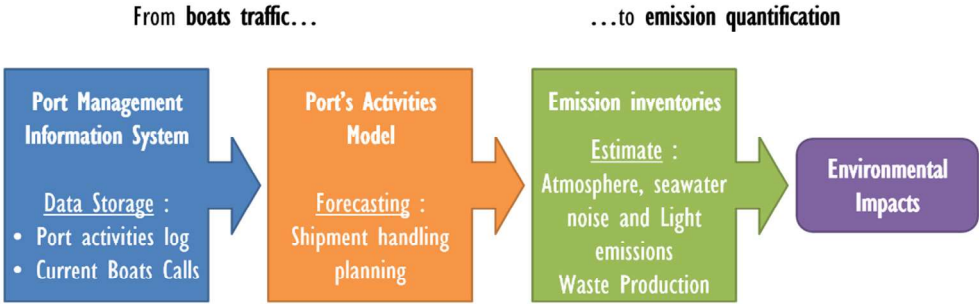 From boats traffic...
...to emission quantification
Port Management
Information System
Data Storage :
• Port activities log
• Current Boats Calls
Port's Activities
Model
Forecasting :
Shipment handling
planning
Emission inventories
Estimate :
Atmosphere, seawater
noise and Light
emissions
Waste Production
Environmental
Impacts